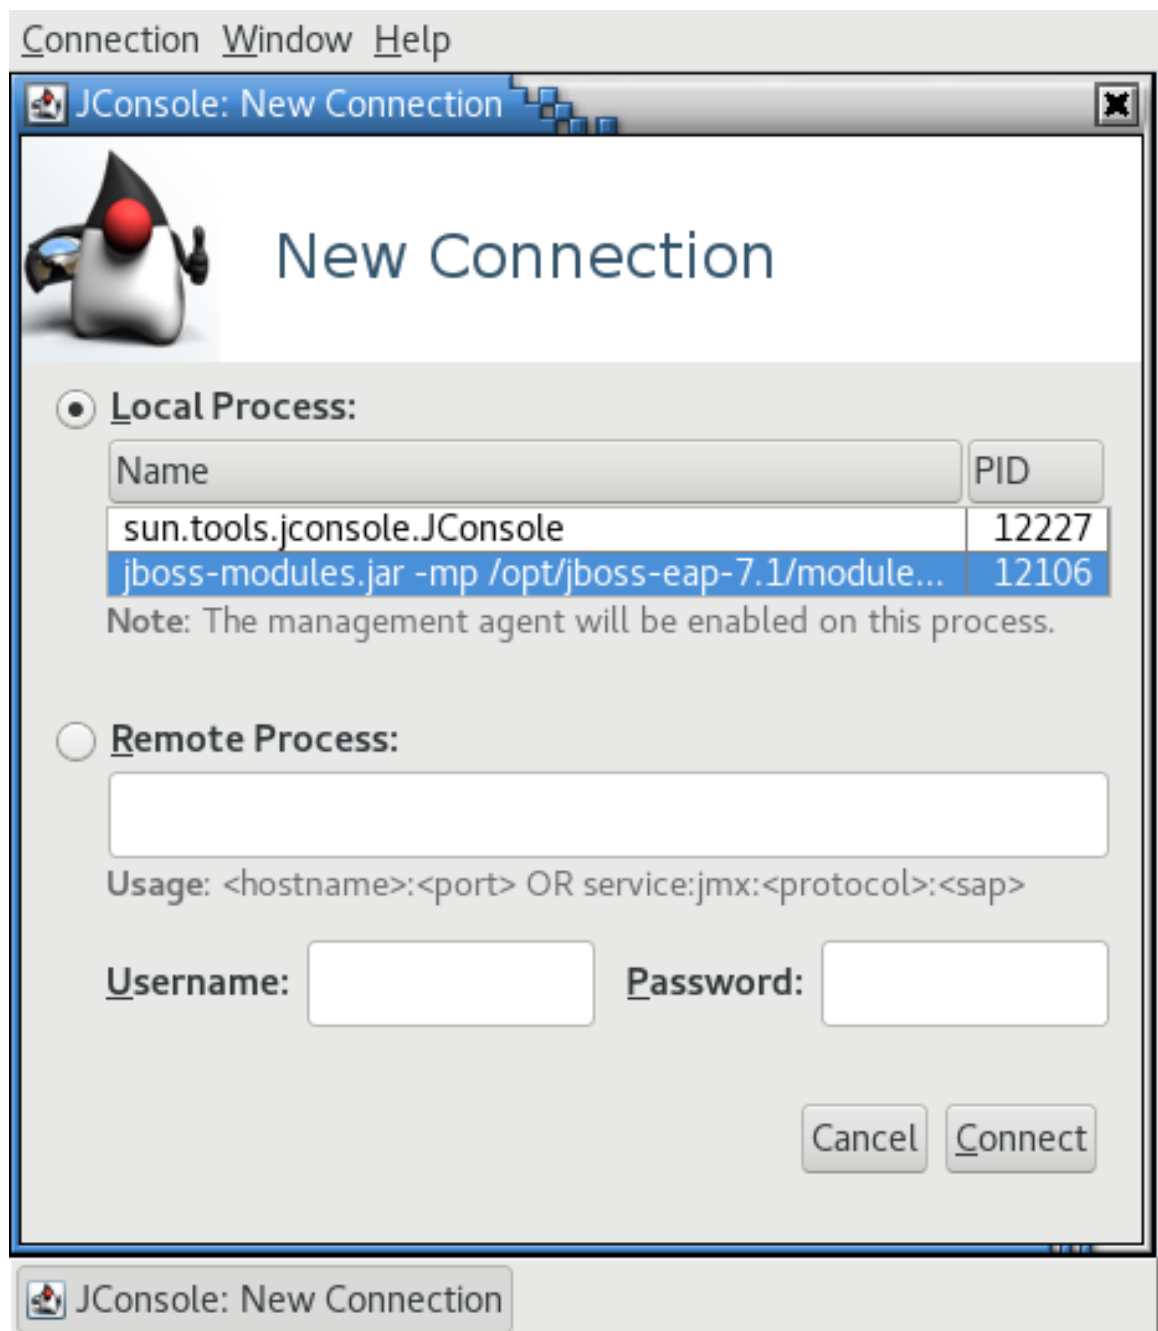 Connection Window Help
JConsole: New Connection
New Connection
Local Process:
Name PID
sun.tools.jconsole.JConsole 12227
jboss-modules.jar -mp /opt/jboss-eap-7.1/module... 12106
Note: The management agent will be enabled on this process.
Remote Process:
Usage: <hostname>:<port> OR service:jmx:<protocol>:<sap>
Username: Password:
Cancel Connect
JConsole: New Connection